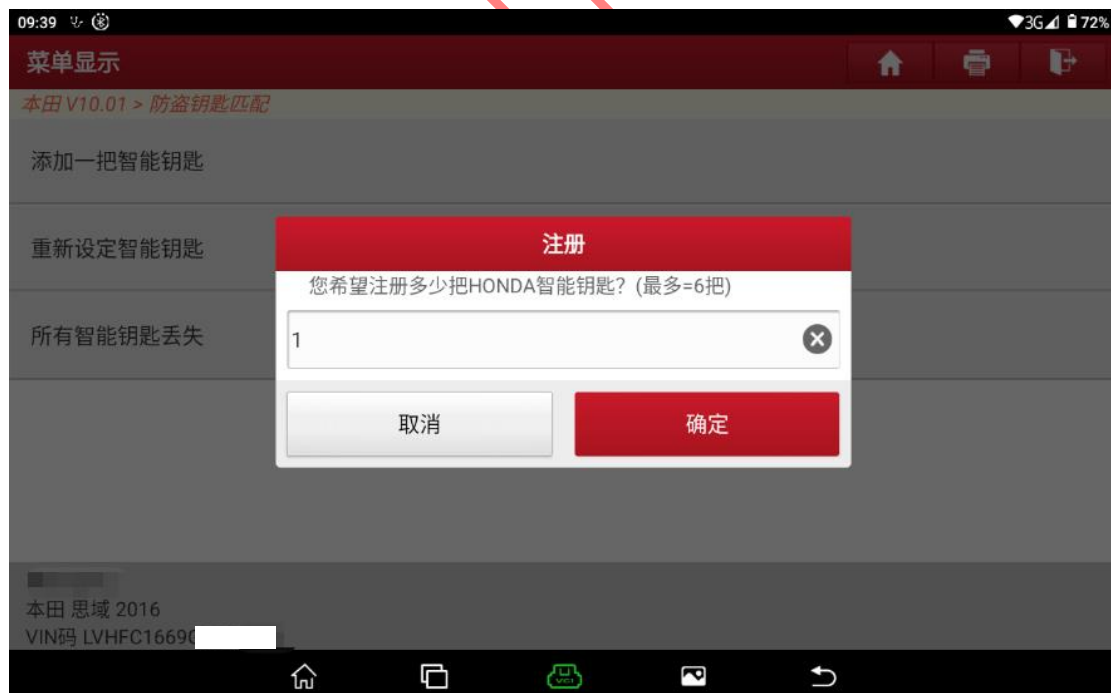 09:39
3G 72%
菜单显示
本田 V10.01 > 防盗钥匙匹配
添加一把智能钥匙
重新设定智能钥匙
所有智能钥匙丢失
注册
您希望注册多少把HONDA智能钥匙？(最多=6把)
1
取消
确定
本田 思域 2016
VIN码 LVHFC1669
VCI